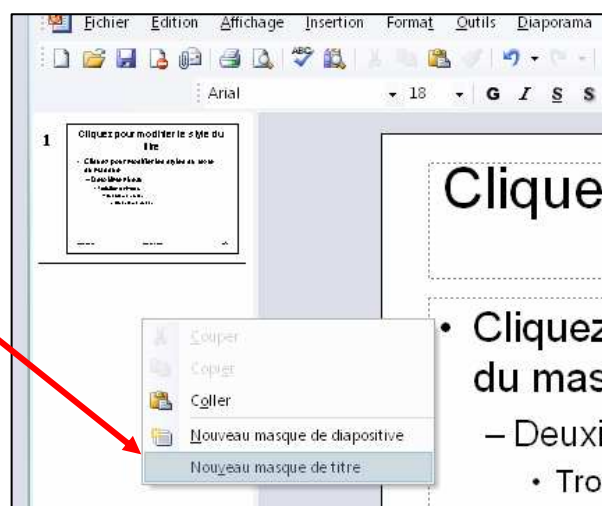 Fichier Edition Affichage Insertion Format Outils Diaporama
Arial 18 G I S S
1
Cliquez pour modifier le style du
titre
Clique
• Cliquez
du mas
– Deuxi
• Tro
Couper
Copier
Coller
Nouveau masque de diapositive
Nouveau masque de titre